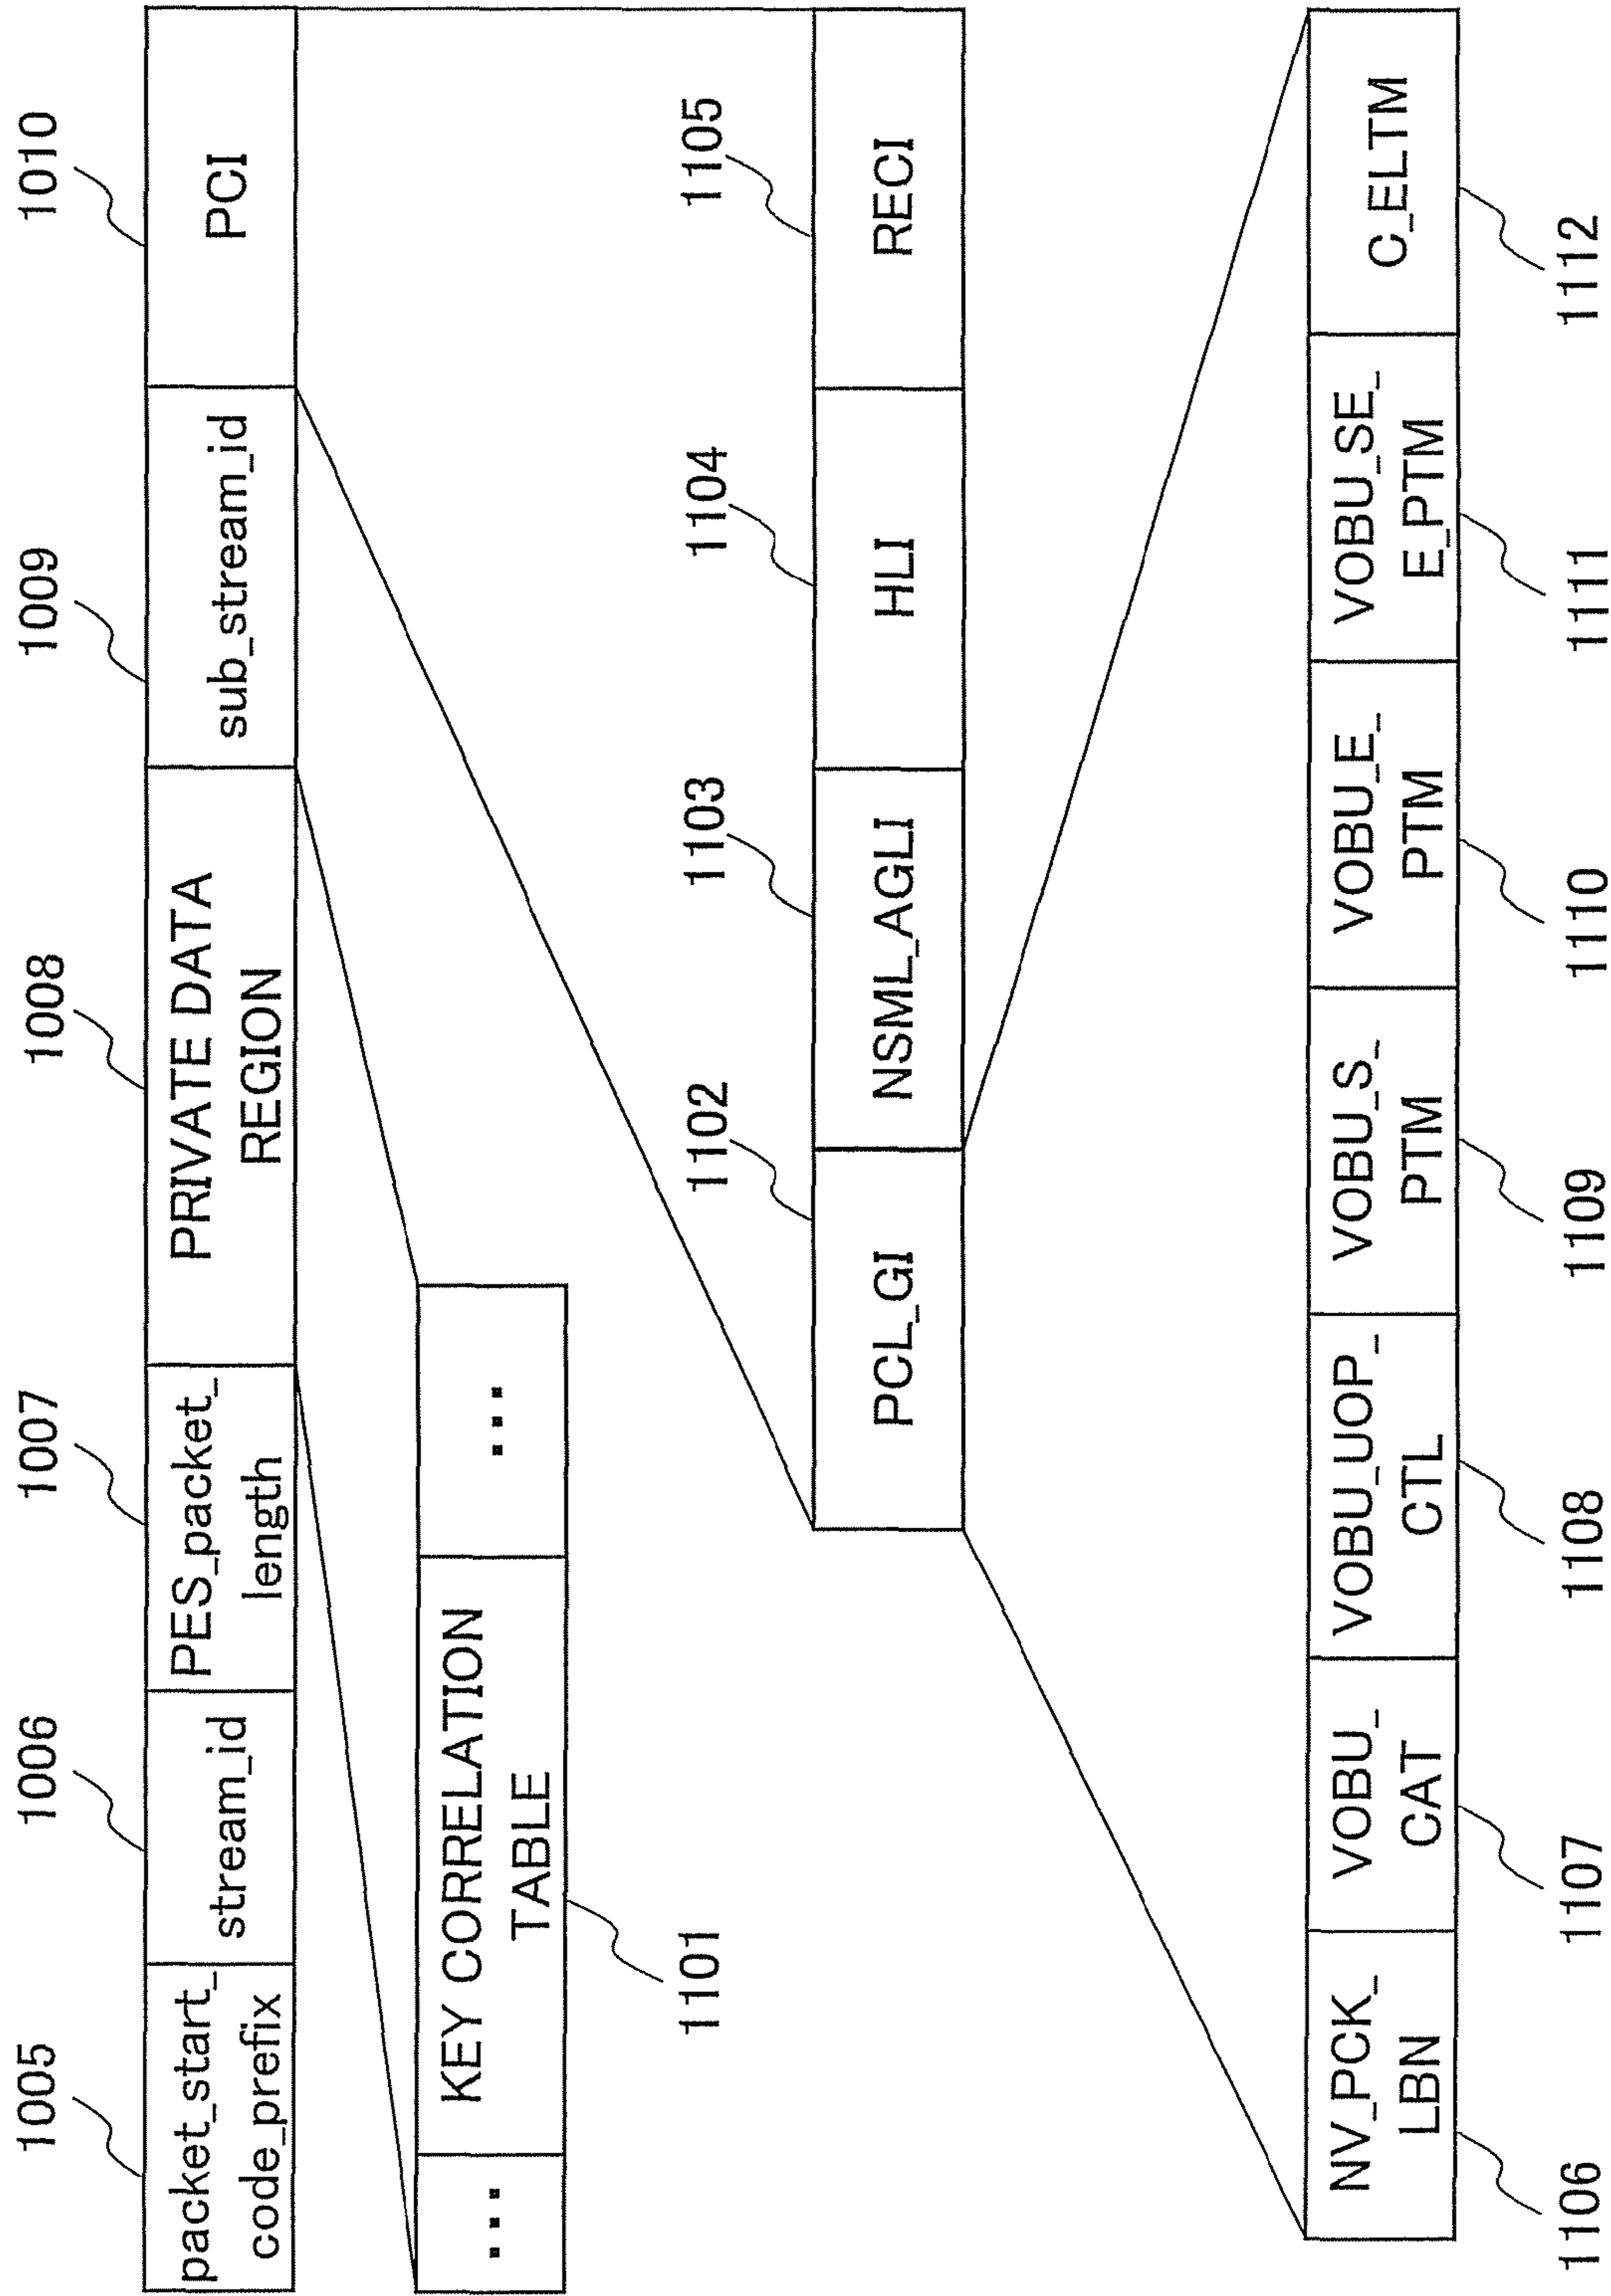 1005
1006
1007
1008
1009
1010
packet_start_
code_prefix
stream_id
PES_packet_
length
PRIVATE DATA
REGION
sub_stream_id
PCI
...
KEY CORRELATION
TABLE
...
1101
1102
1103
1104
1105
PCL_GI
NSML_AGLI
HLI
RECI
NV_PCK_
LBN
VOBU_
CAT
VOBU_UOP_
CTL
VOBU_S_
PTM
VOBU_E_
PTM
VOBU_SE_
E_PTM
C_ELTM
1106
1107
1108
1109
1110
1111
1112